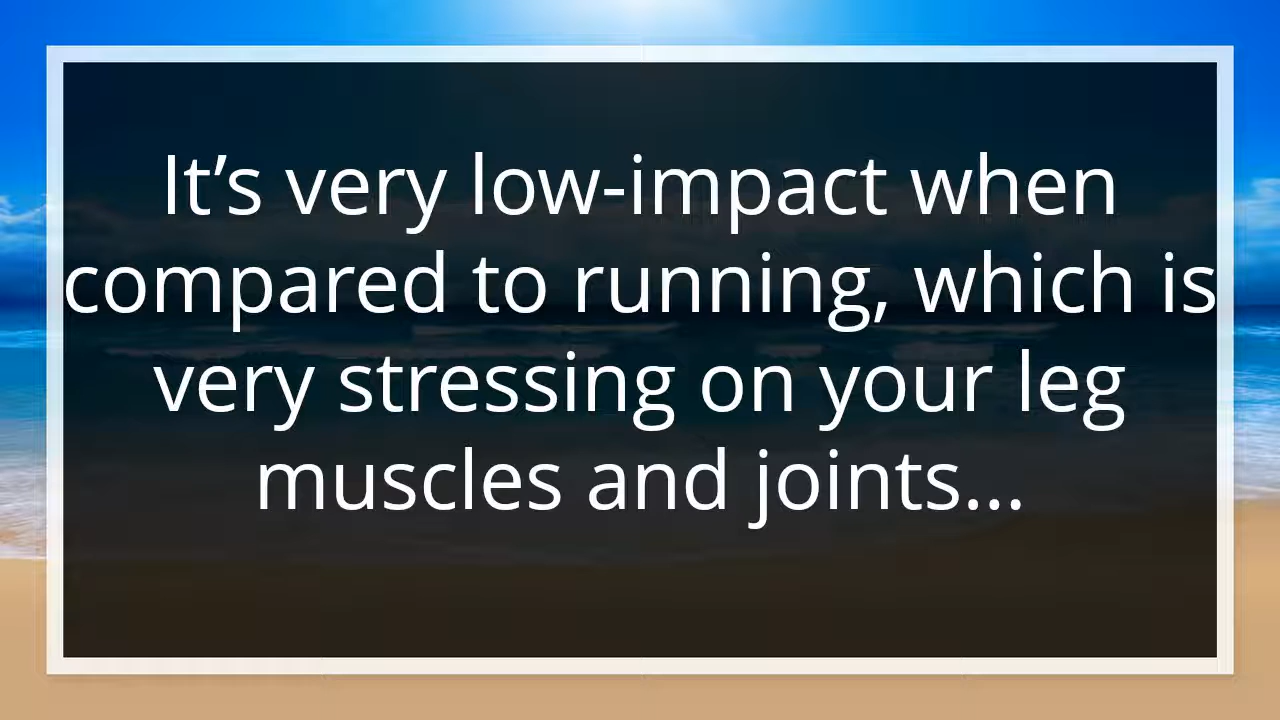 It’s very low-impact when
compared to running, which is
very stressing on your leg
muscles and joints...